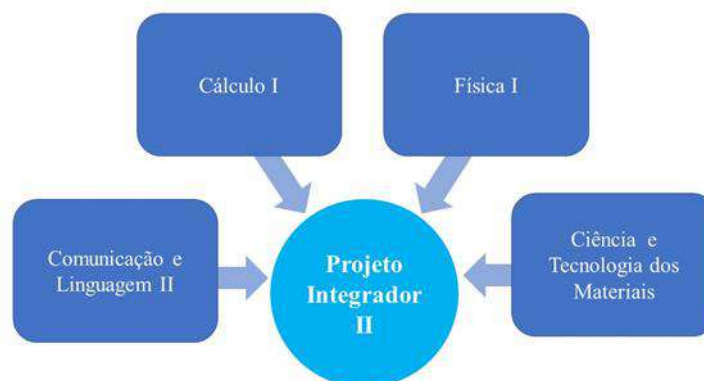 Cálculo I
Física I
Comunicação e
Linguagem II
Projeto
Integrador
II
Ciência e
Tecnologia dos
Materiais